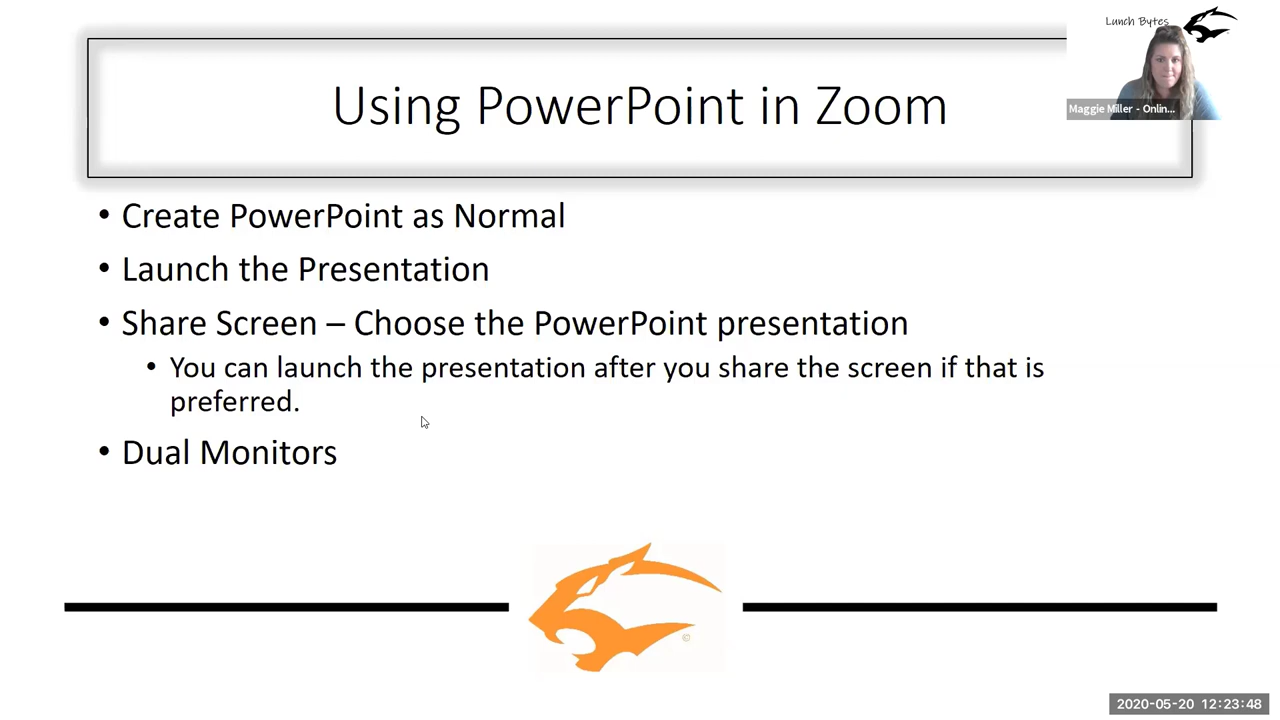 Lunch Bytes
Maggie Miller - Onlin...
Using PowerPoint in Zoom
• Create PowerPoint as Normal
• Launch the Presentation
• Share Screen – Choose the PowerPoint presentation
• You can launch the presentation after you share the screen if that is
preferred.
• Dual Monitors
©
2020-05-20 12:23:48